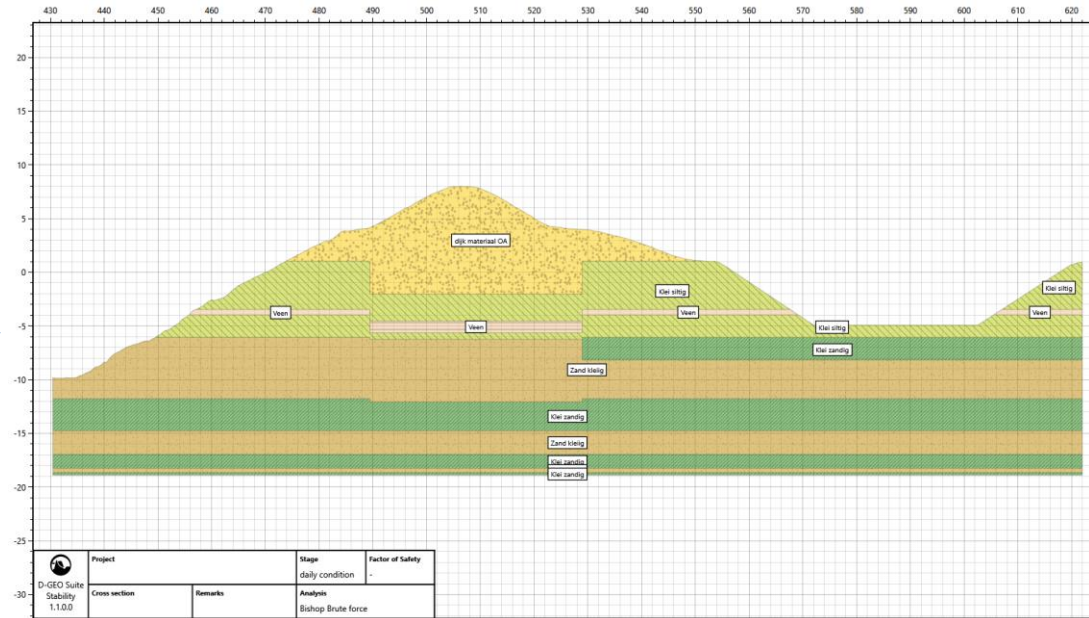 430 440 450 460 470 480 490 500 510 520 530 540 550 560 570 580 590 600 610 620
20
15
10
5
0
-5
-10
-15
-20
-25
-30
dijk materiaal OA
Klei siltig
Klei siltig
Veen
Veen
Veen
Veen
Klei siltig
Klei zandig
Zand kleiig
Klei zandig
Zand kleiig
Klei zandig
Klei zandig
D-GEO Suite
Stability
1.1.0.0
Project
Stage
daily condition
Factor of Safety
-
Cross section
Remarks
Analysis
Bishop Brute force